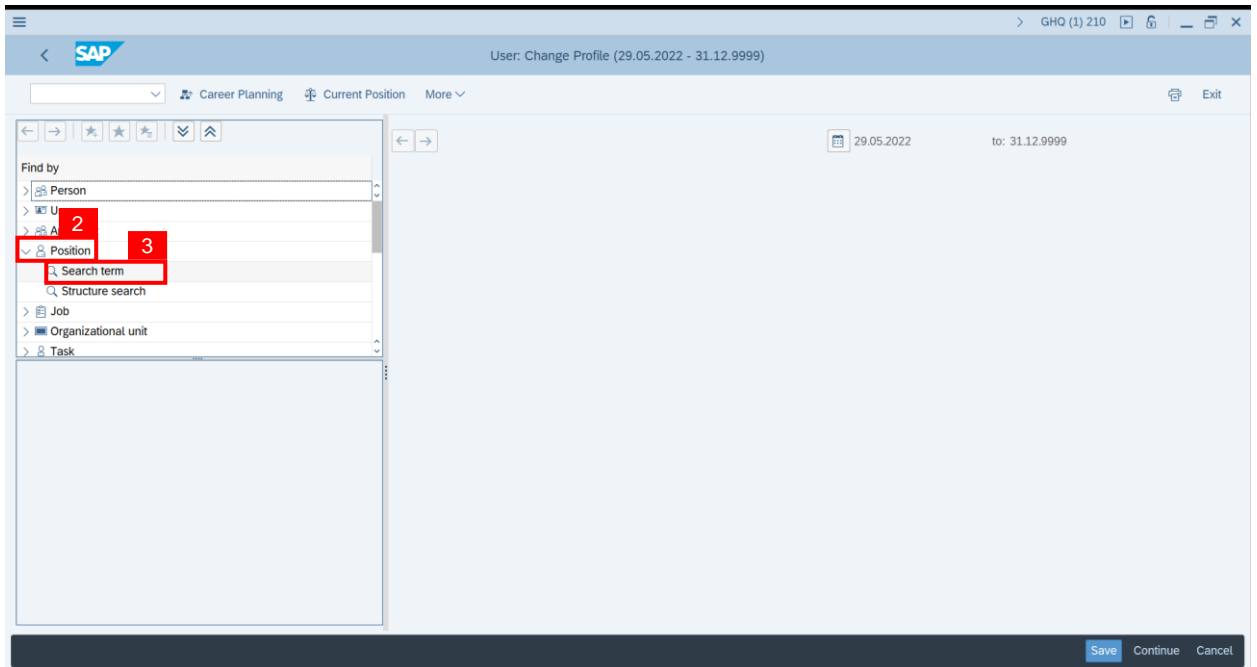 GHQ (1) 210
SAP
User: Change Profile (29.05.2022 - 31.12.9999)
Career Planning Current Position More Exit
29.05.2022 to: 31.12.9999
Find by
Person
U
2
A
3
Position
Search term
Structure search
Job
Organizational unit
Task
Save Continue Cancel